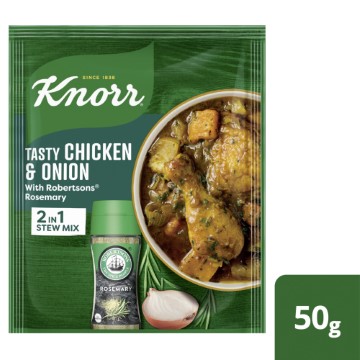 SINCE 1838
Knorr
TASTY CHICKEN
& ONION
With Robertsons®
Rosemary
2 IN 1
STEW MIX
ROSEMARY
50g